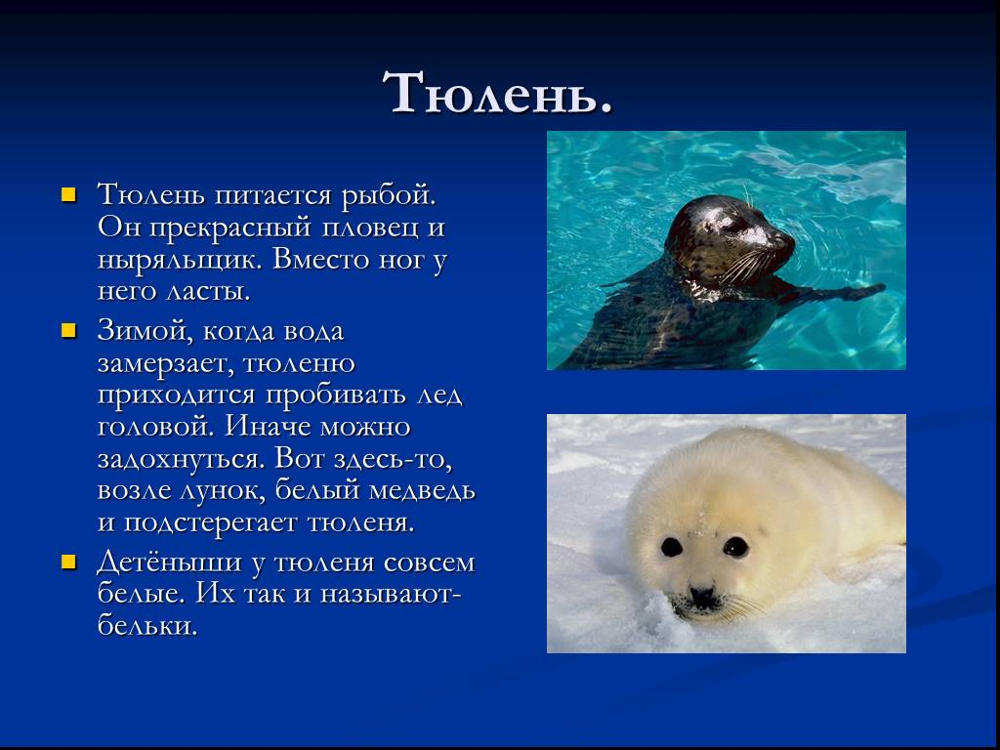 Тюлень.
Тюлень питается рыбой.
Он прекрасный пловец и
ныряльщик. Вместо ног у
него ласты.
Зимой, когда вода
замерзает, тюленю
приходится пробивать лед
головой. Иначе можно
задохнуться. Вот здесь-то,
возле лунок, белый медведь
и подстерегает тюленя.
Детёныши у тюленя совсем
белые. Их так и называют-
бельки.